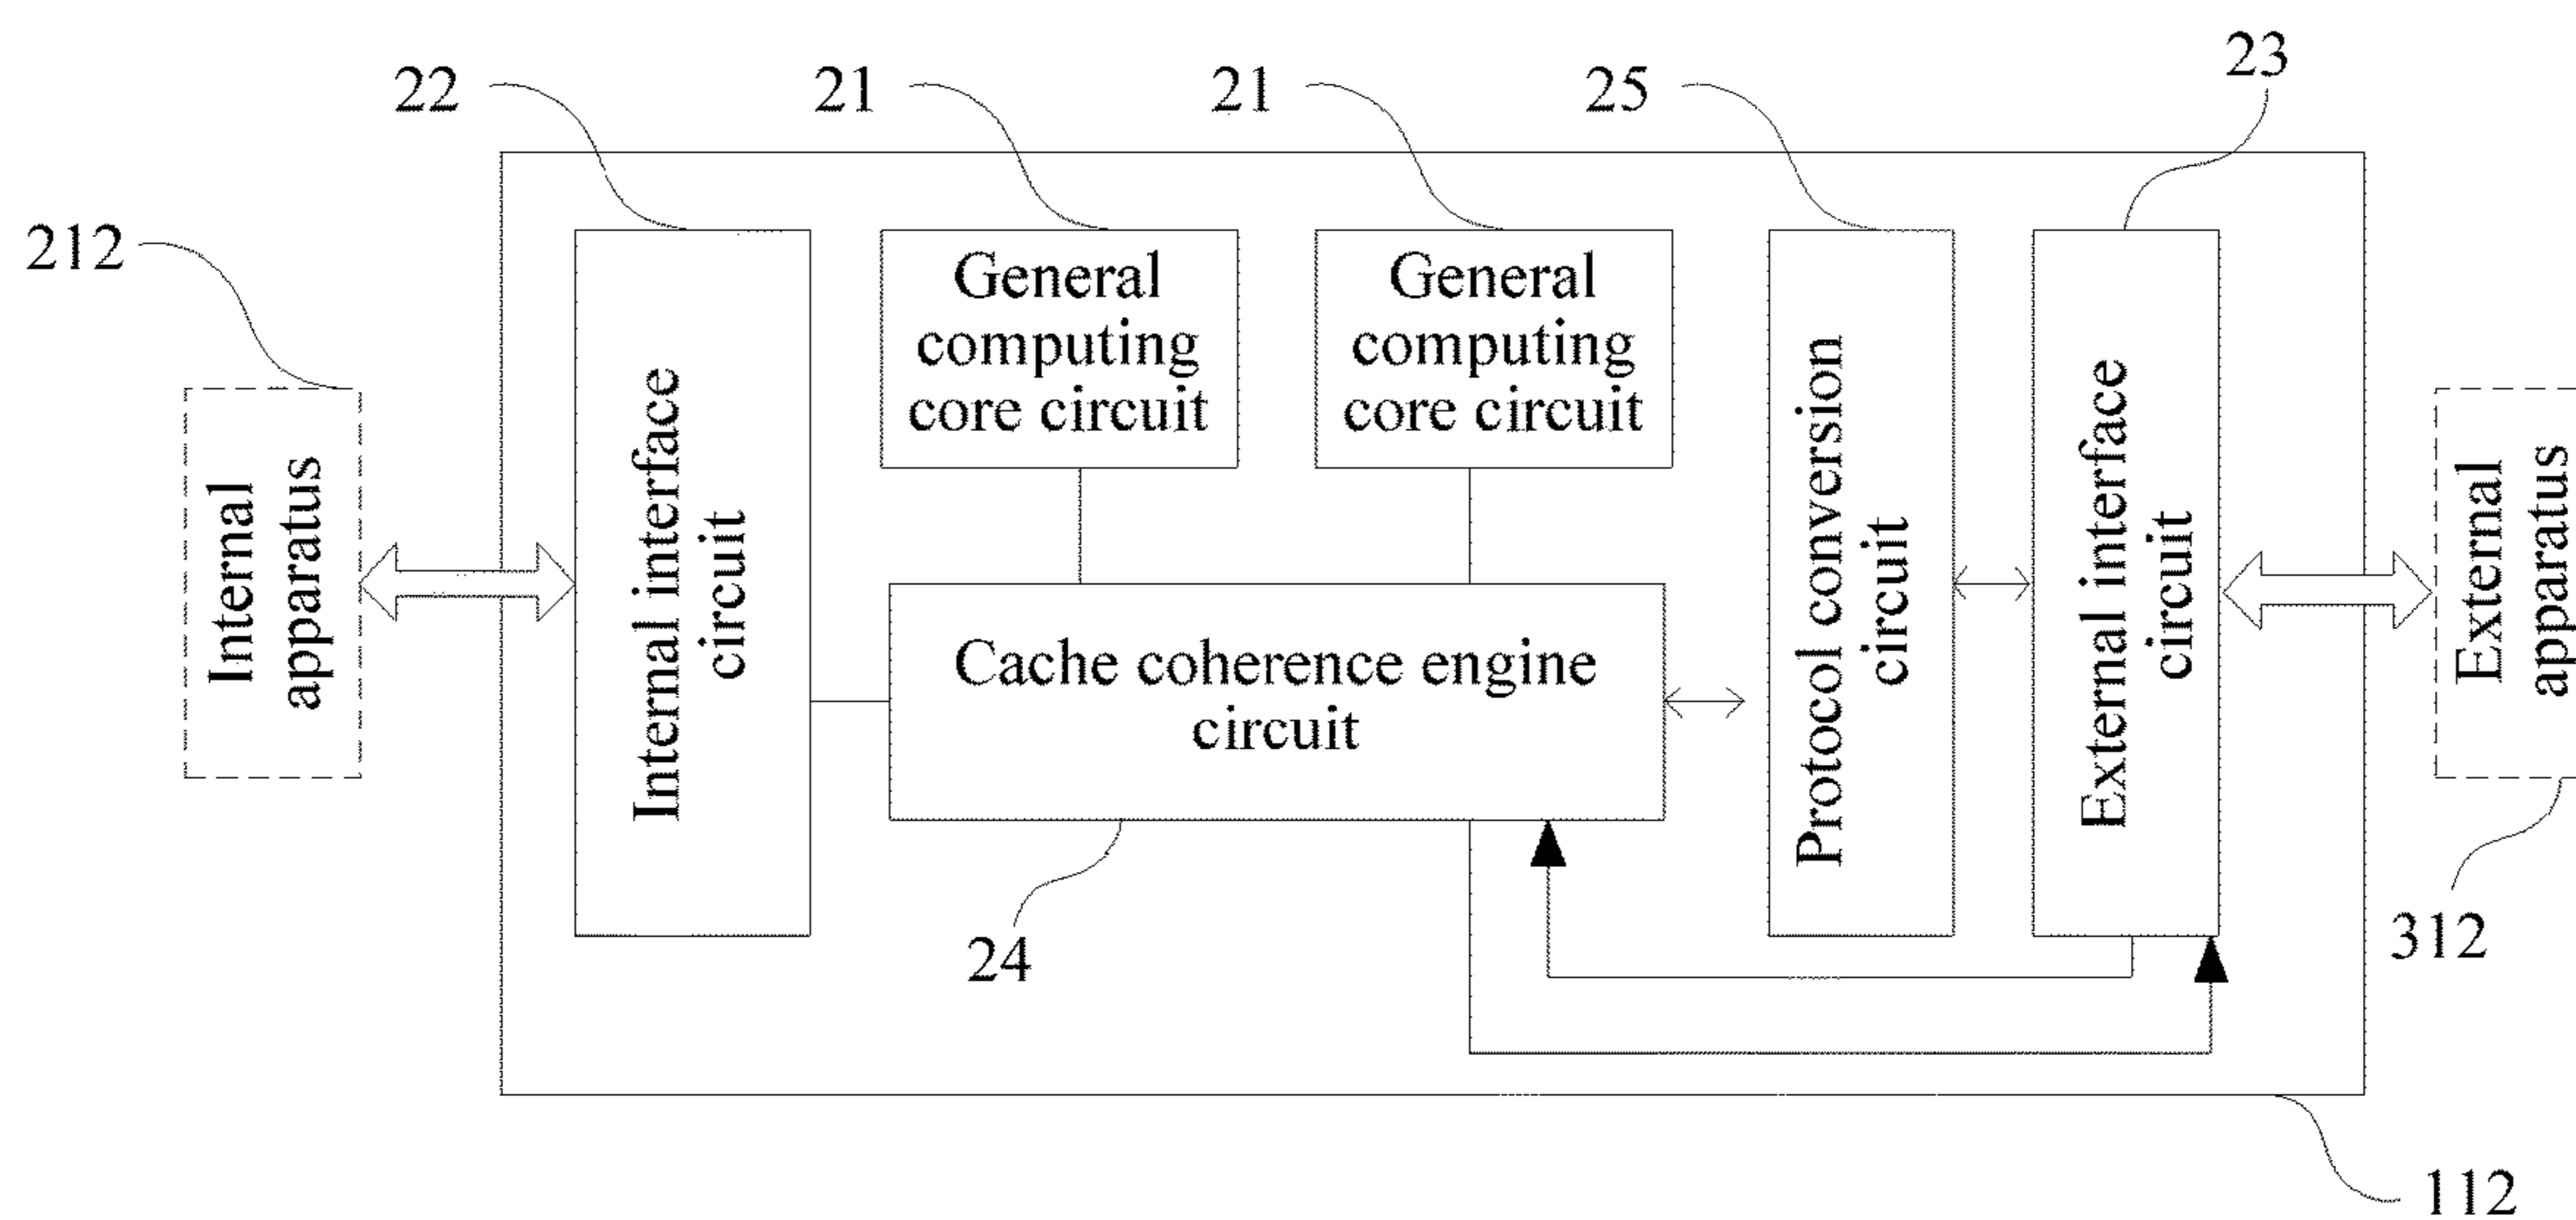 22
21
21
25
23
212
Internal
apparatus
Internal interface
circuit
General
computing
core circuit
General
computing
core circuit
Cache coherence engine
circuit
Protocol conversion
circuit
External interface
circuit
External
apparatus
24
312
112